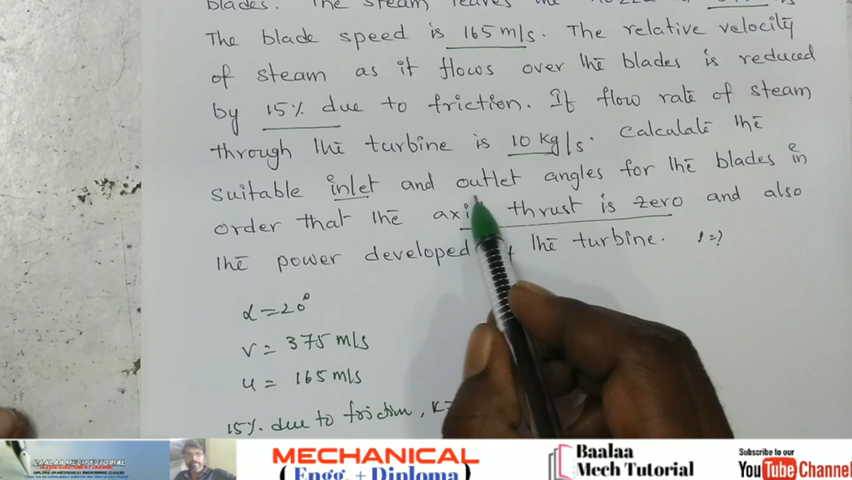 blades. The steam leaves the
The blade speed is 165 m/s. The relative velocity
of steam as it flows over the blades is reduced
by 15% due to friction. If flow rate of steam
through the turbine is 10 kg/s. Calculate the
suitable inlet and outlet angles for the blades in
order that the thrust is zero and also
the power developed the turbine.
α = 20°
v = 375 m/s
u = 165 m/s
15% due to friction, K=
MECHANICAL
(Engg. + Diploma)
Baalaa
Mech Tutorial
Subscribe to our
YouTube Channel